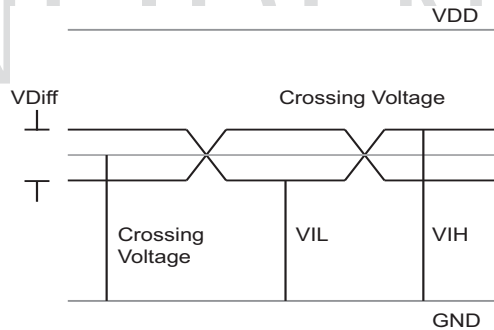 VDD
VDiff
Crossing Voltage
Crossing
Voltage
VIL
VIH
GND